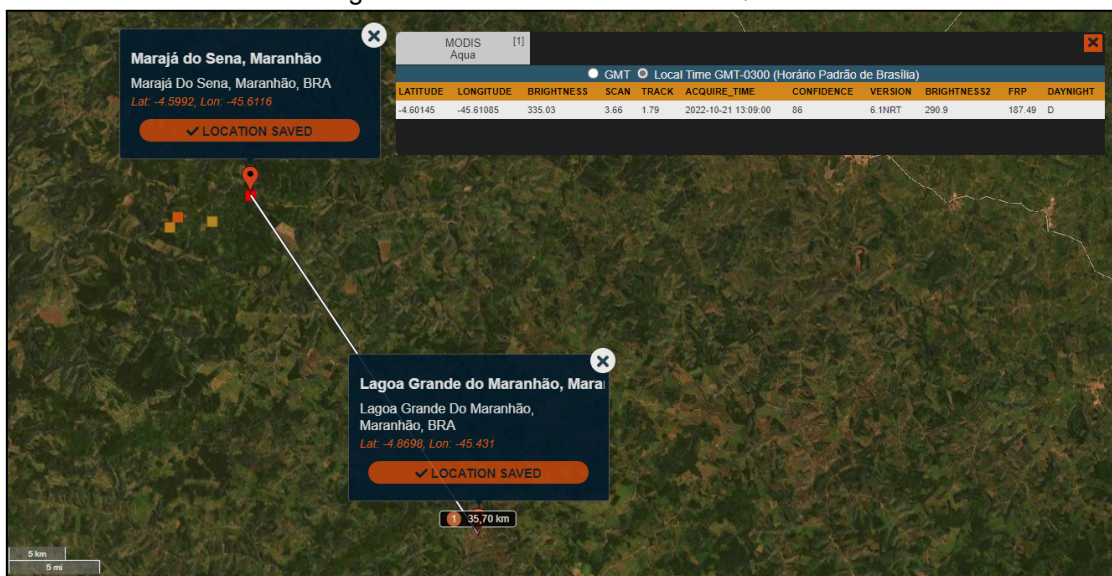 Marajá do Sena, Maranhão
Marajá Do Sena, Maranhão, BRA
Lat: -4.5992, Lon: -45.6116
LOCATION SAVED
MODIS [1]
Aqua
GMT Local Time GMT-0300 (Horário Padrão de Brasília)
LATITUDE LONGITUDE BRIGHTNESS SCAN TRACK ACQUIRE_TIME CONFIDENCE VERSION BRIGHTNESS2 FRP DAYNIGHT
-4.60145 -45.61085 335.03 3.66 1.79 2022-10-21 13:09:00 86 6.1NRT 290.9 187.49 D
Lagoa Grande do Maranhão, Mara
Lagoa Grande Do Maranhão,
Maranhão, BRA
Lat: -4.8698, Lon: -45.431
LOCATION SAVED
1 35,70 km
5 km
5 mi